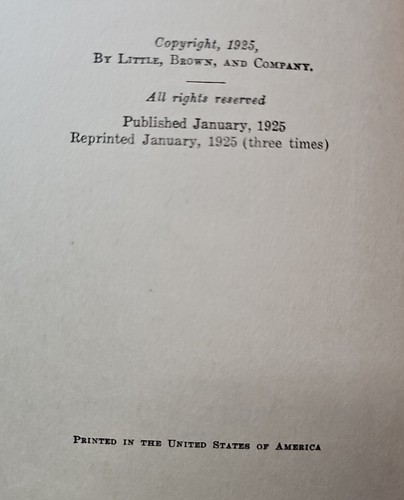 Copyright, 1925,
By Little, Brown, and Company.
All rights reserved
Published January, 1925
Reprinted January, 1925 (three times)
Printed in the United States of America